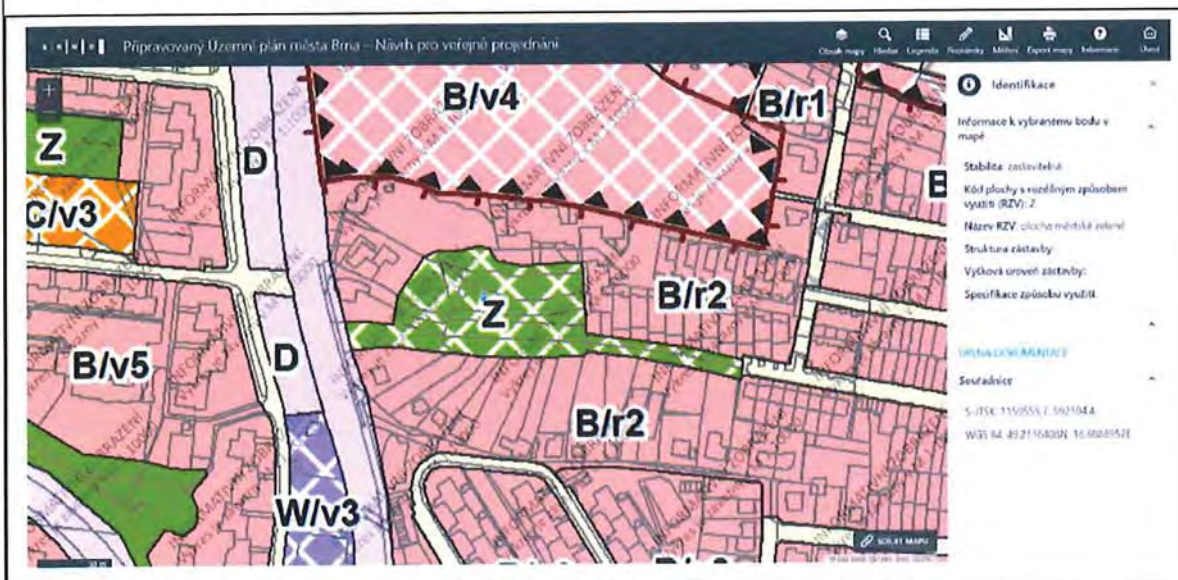 Připravovaný Územní plán města Brna – Návrh pro veřejné projednání
Obsah mapy
Hledat
Legenda
Poznámky
Měření
Export mapy
Informace
Úvod
B/v4
B/r1
Z
D
C/v3
B
B/r2
Z
B/v5
D
B/r2
W/v3
Identifikace
Informace k vybranému bodu v
mapě
Stabilita: zastavitelné
Kód plochy s rozdílným způsobem
využití (RZV): Z
Název RZV: plocha městské zeleně
Struktura zástavby:
Výšková úroveň zástavby:
Specifikace způsobu využití:
Souřadnice
SDÍLET MAPU